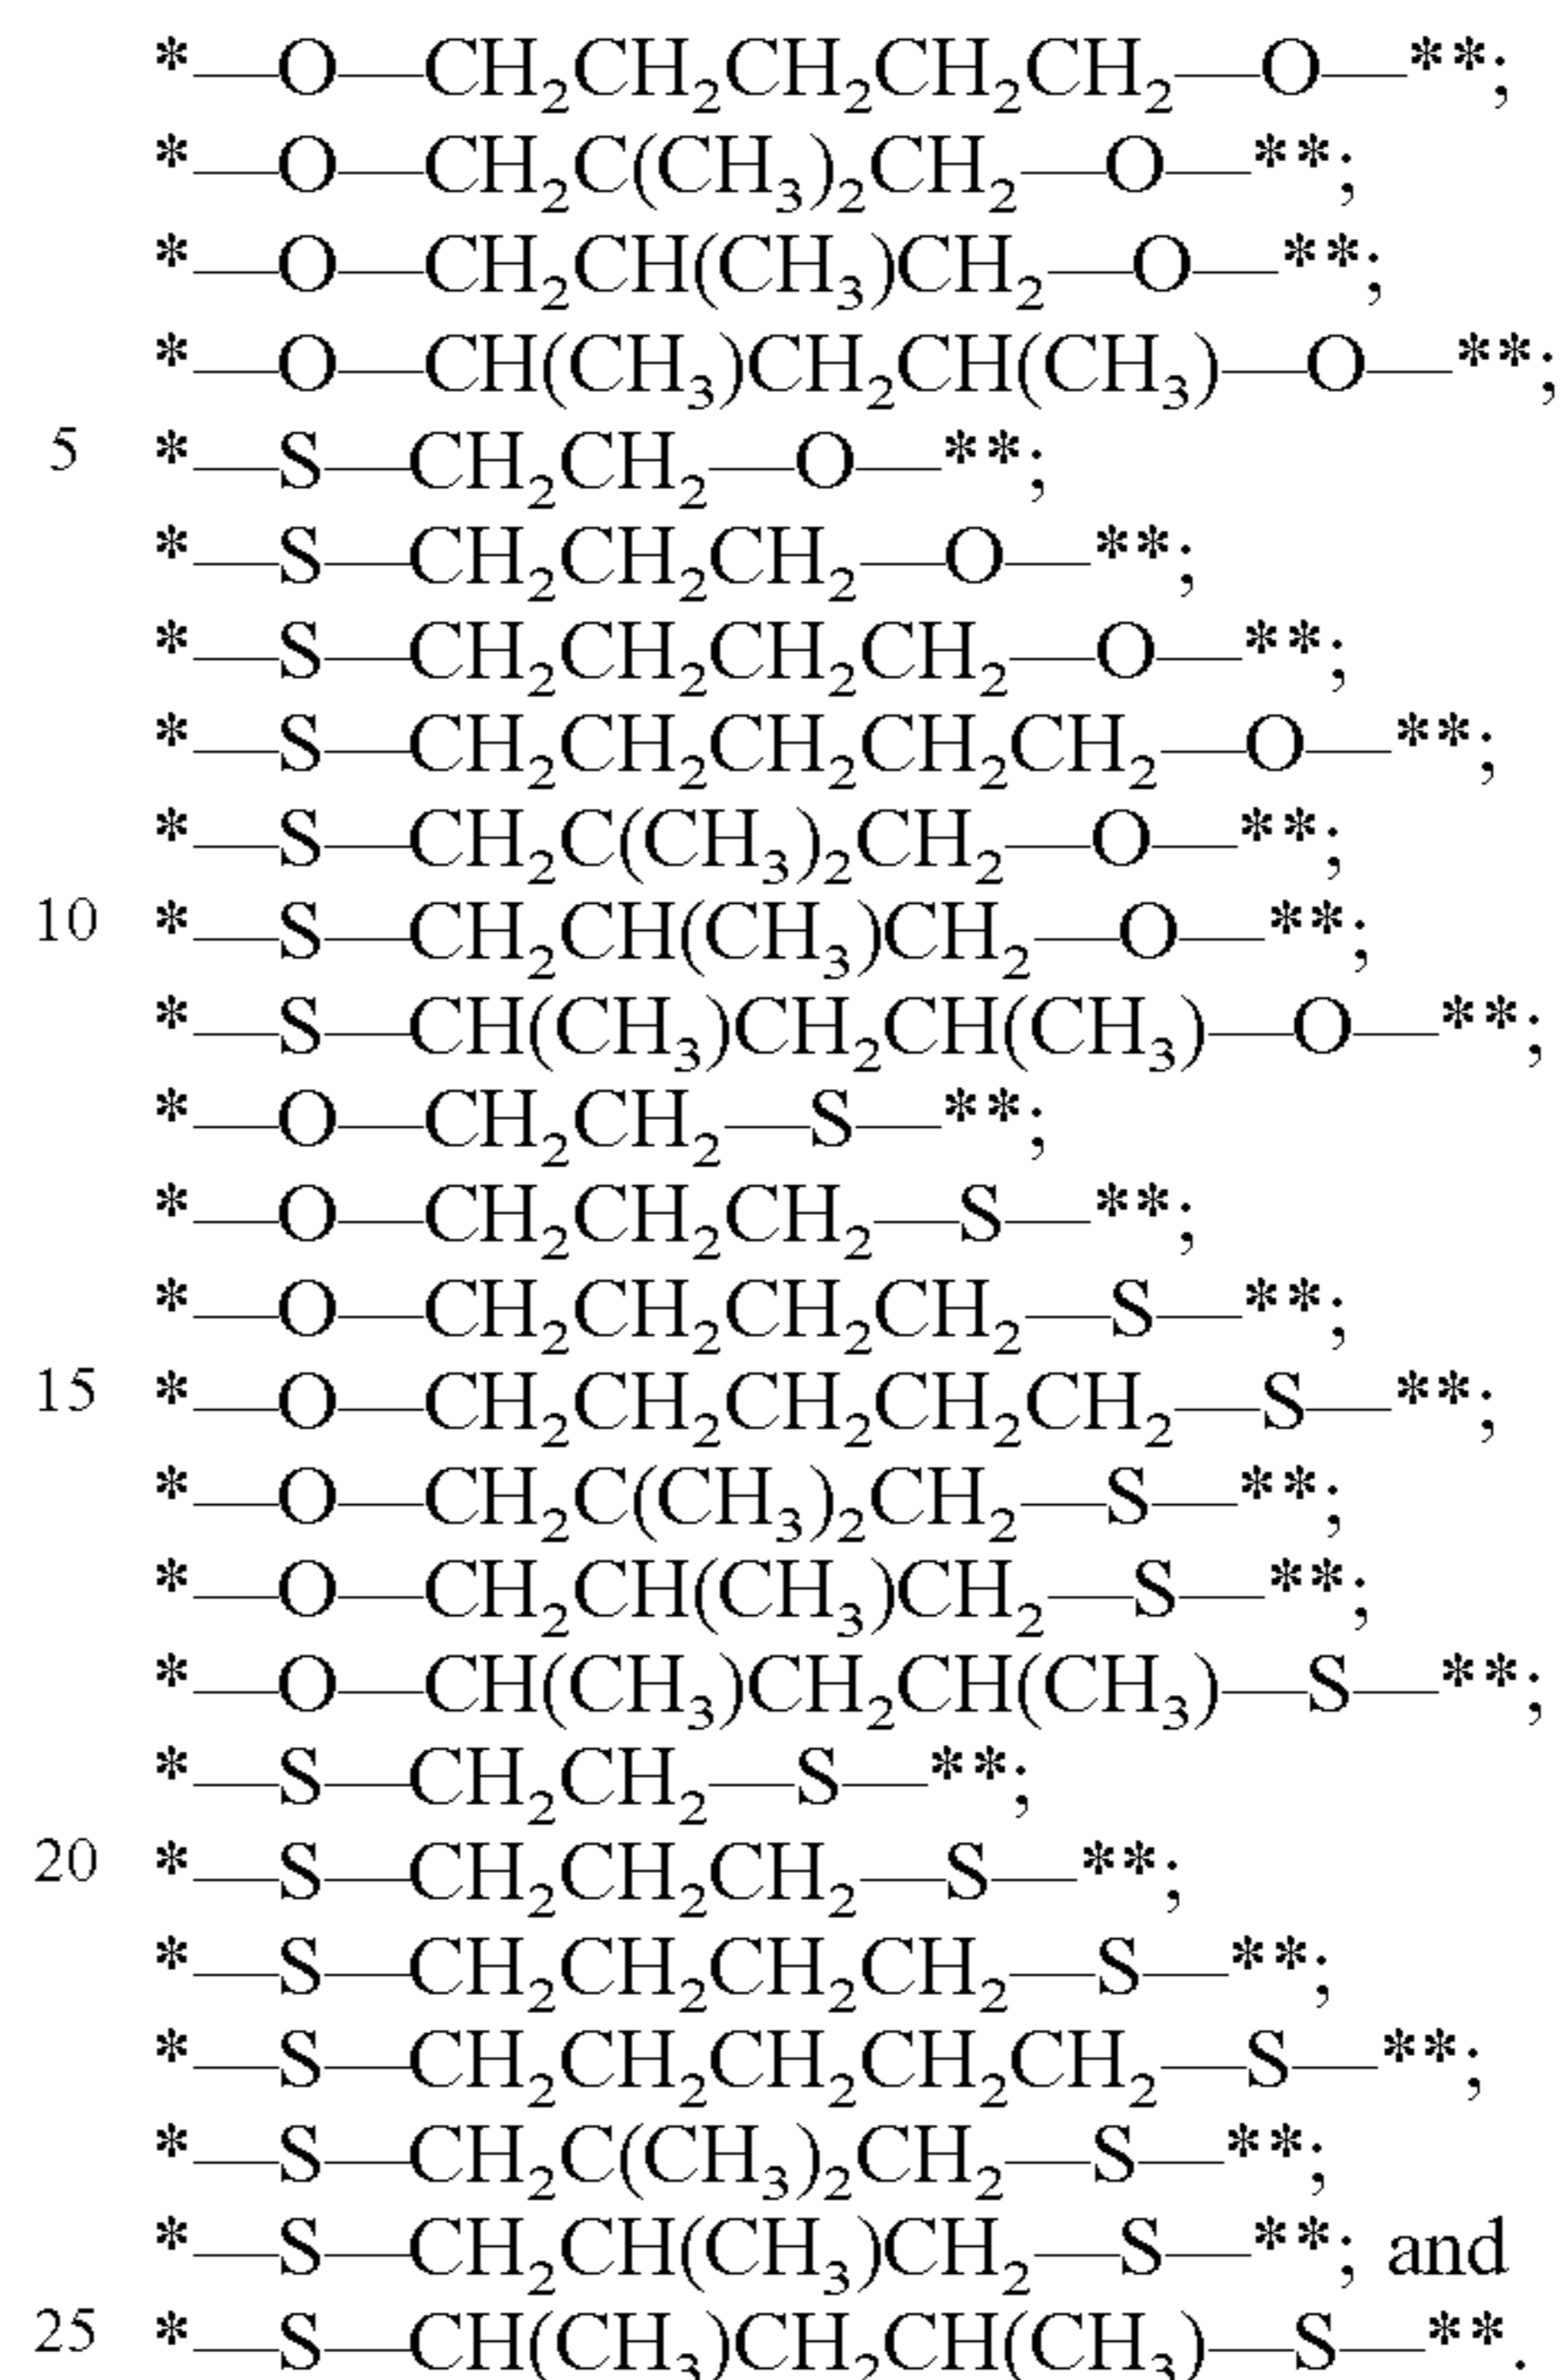 *—O—CH₂CH₂CH₂CH₂CH₂—O—**;
*—O—CH₂C(CH₃)₂CH₂—O—**;
*—O—CH₂CH(CH₃)CH₂—O—**;
*—O—CH(CH₃)CH₂CH(CH₃)—O—**;
5 *—S—CH₂CH₂—O—**;
*—S—CH₂CH₂CH₂—O—**;
*—S—CH₂CH₂CH₂CH₂—O—**;
*—S—CH₂CH₂CH₂CH₂CH₂—O—**;
*—S—CH₂C(CH₃)₂CH₂—O—**;
10 *—S—CH₂CH(CH₃)CH₂—O—**;
*—S—CH(CH₃)CH₂CH(CH₃)—O—**;
*—O—CH₂CH₂—S—**;
*—O—CH₂CH₂CH₂—S—**;
*—O—CH₂CH₂CH₂CH₂—S—**;
15 *—O—CH₂CH₂CH₂CH₂CH₂—S—**;
*—O—CH₂C(CH₃)₂CH₂—S—**;
*—O—CH₂CH(CH₃)CH₂—S—**;
*—O—CH(CH₃)CH₂CH(CH₃)—S—**;
*—S—CH₂CH₂—S—**;
20 *—S—CH₂CH₂CH₂—S—**;
*—S—CH₂CH₂CH₂CH₂—S—**;
*—S—CH₂CH₂CH₂CH₂CH₂—S—**;
*—S—CH₂C(CH₃)₂CH₂—S—**;
*—S—CH₂CH(CH₃)CH₂—S—**; and
25 *—S—CH(CH₃)CH₂CH(CH₃)—S—**.